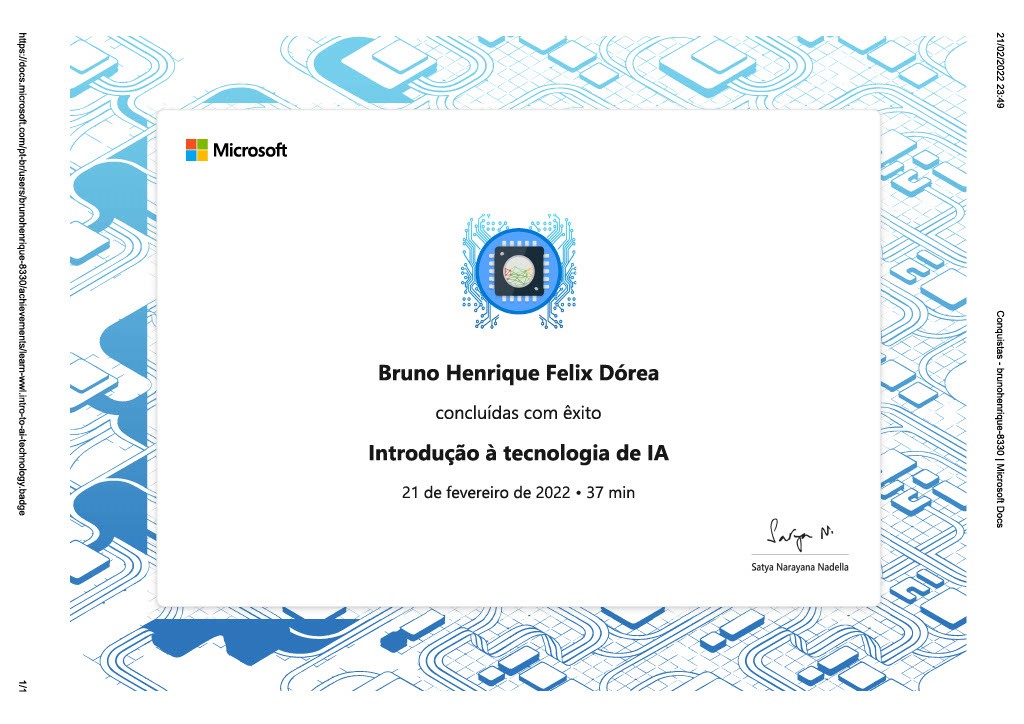 21/02/2022 23:49
Conquistas - brunohenrique-8330 | Microsoft Docs
Microsoft
Bruno Henrique Felix Dórea
concluídas com êxito
Introdução à tecnologia de IA
21 de fevereiro de 2022 • 37 min
Satya N.
Satya Narayana Nadella
https://docs.microsoft.com/pt-br/users/brunohenrique-8330/achievements/learn-wwl.intro-to-ai-technology.badge
1/1